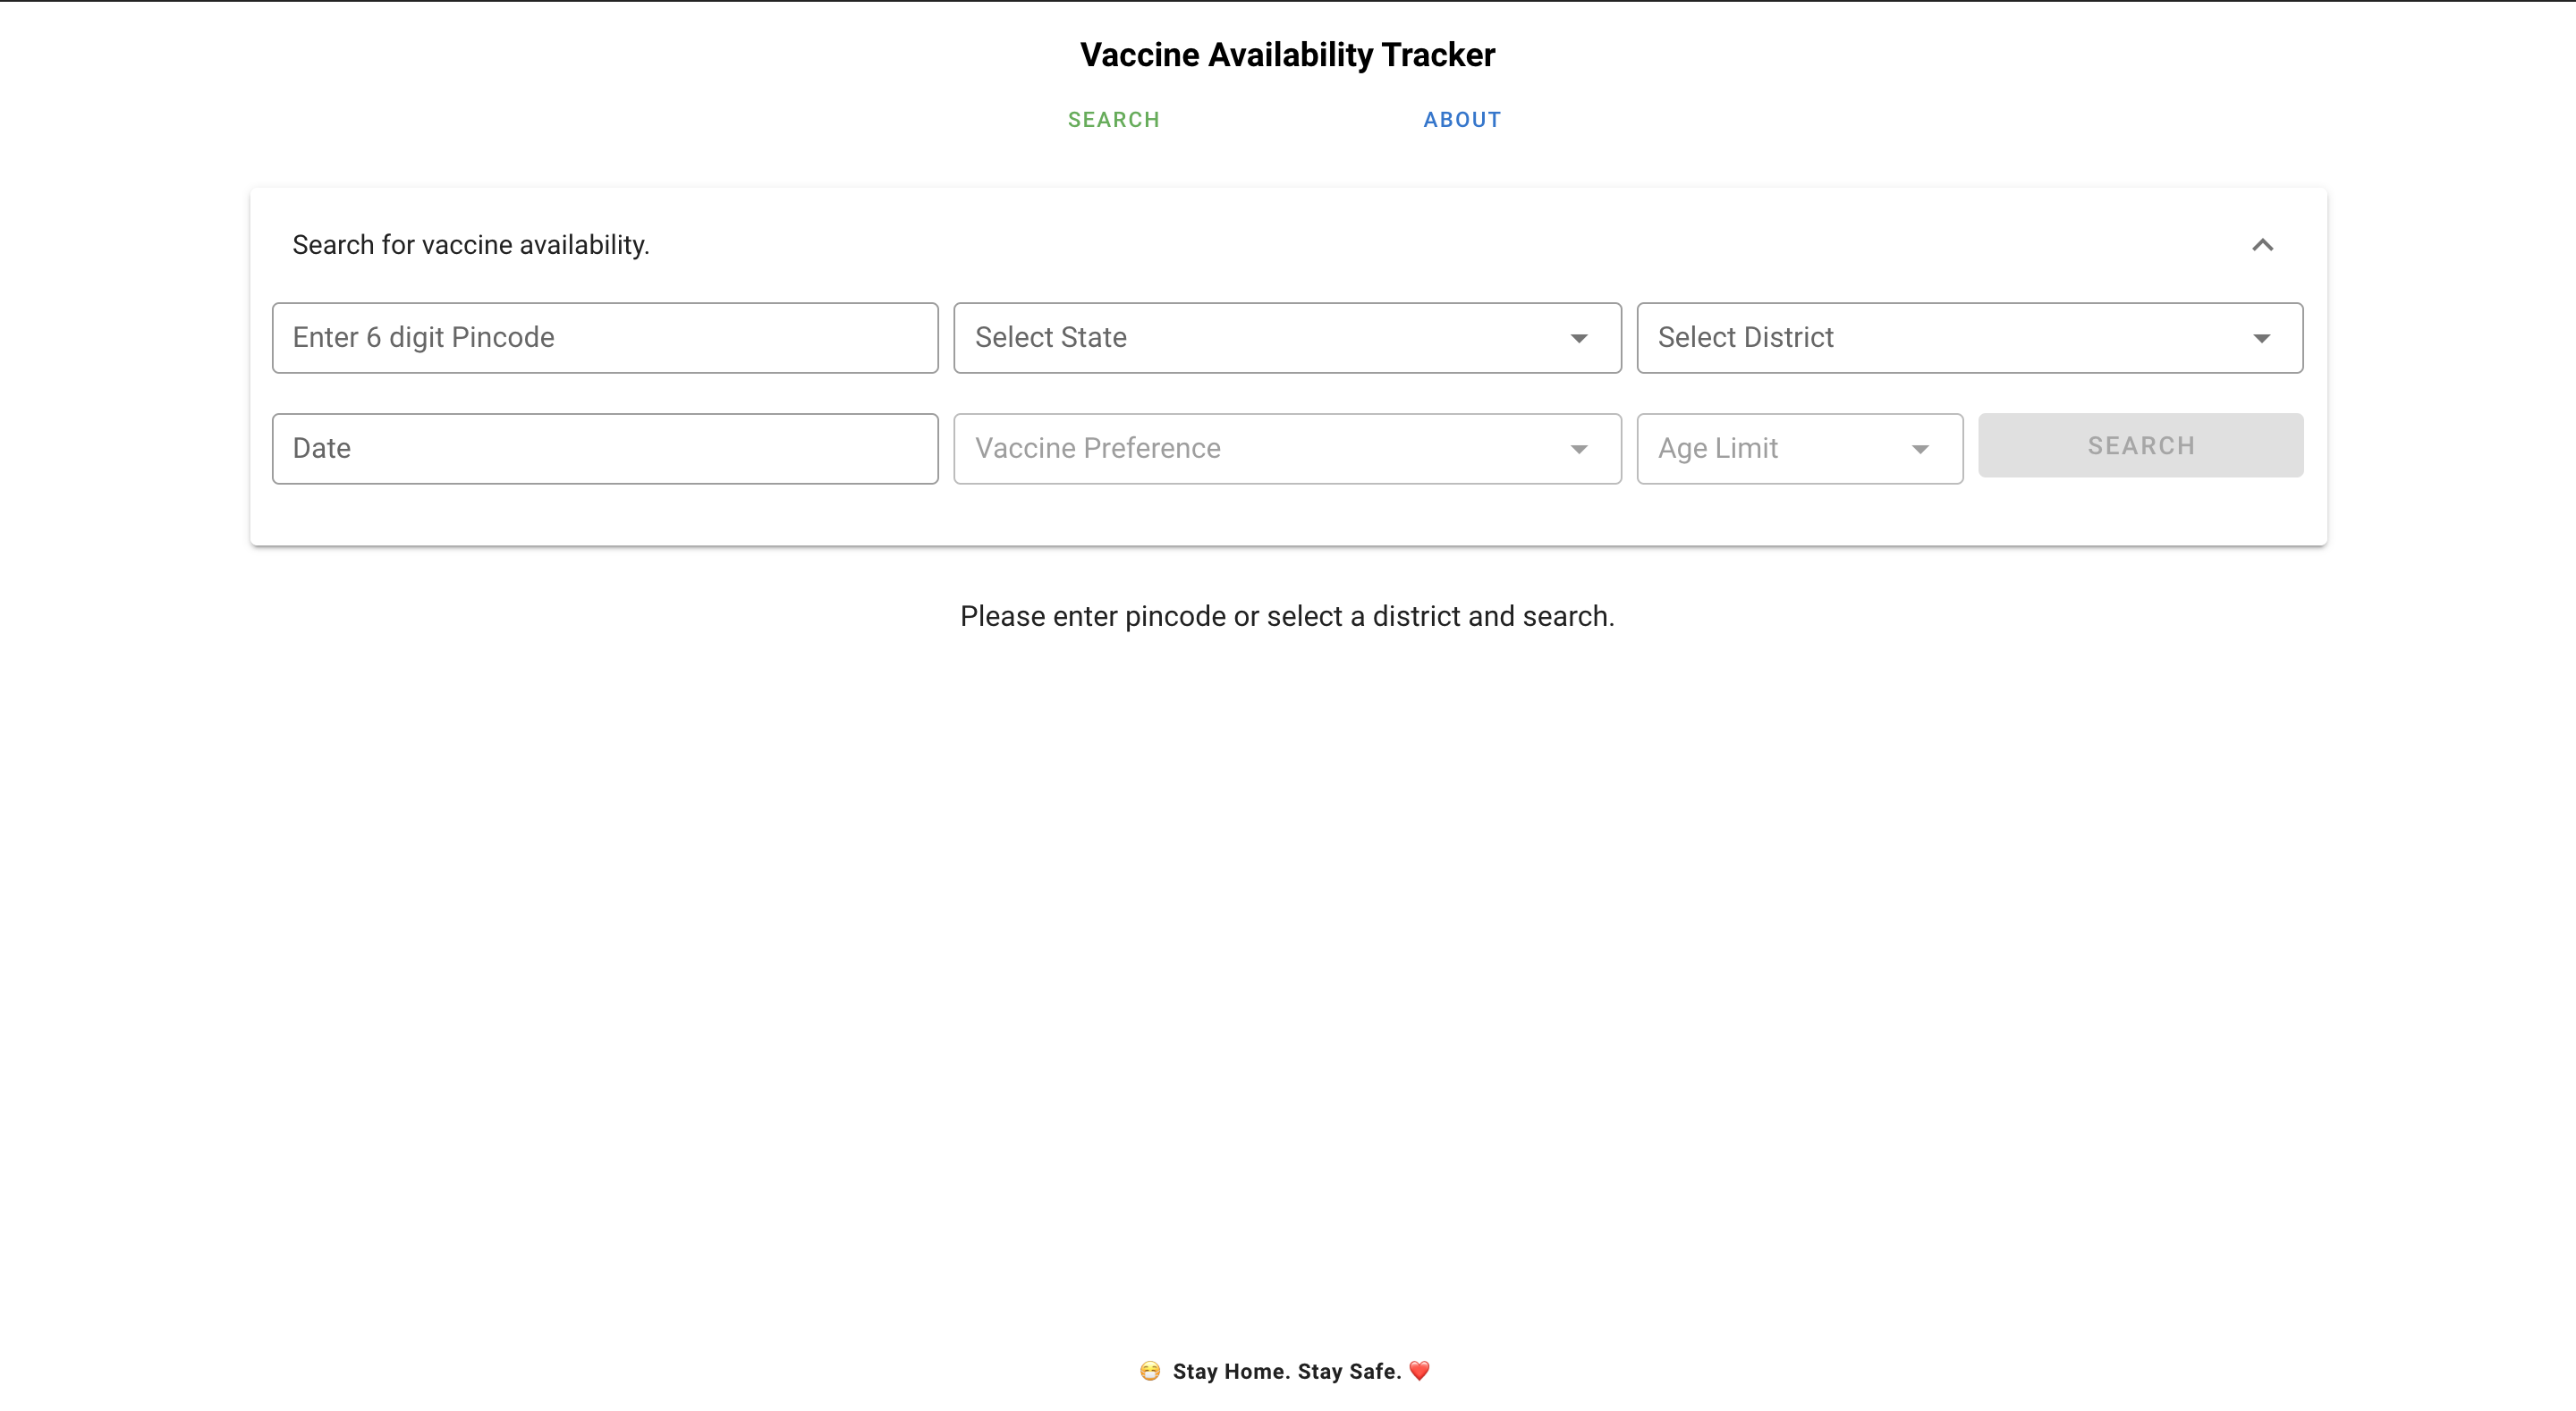 Vaccine Availability Tracker
SEARCH ABOUT
Search for vaccine availability.
Enter 6 digit Pincode Select State Select District
Date Vaccine Preference Age Limit SEARCH
Please enter pincode or select a district and search.
😷 Stay Home. Stay Safe. ❤️